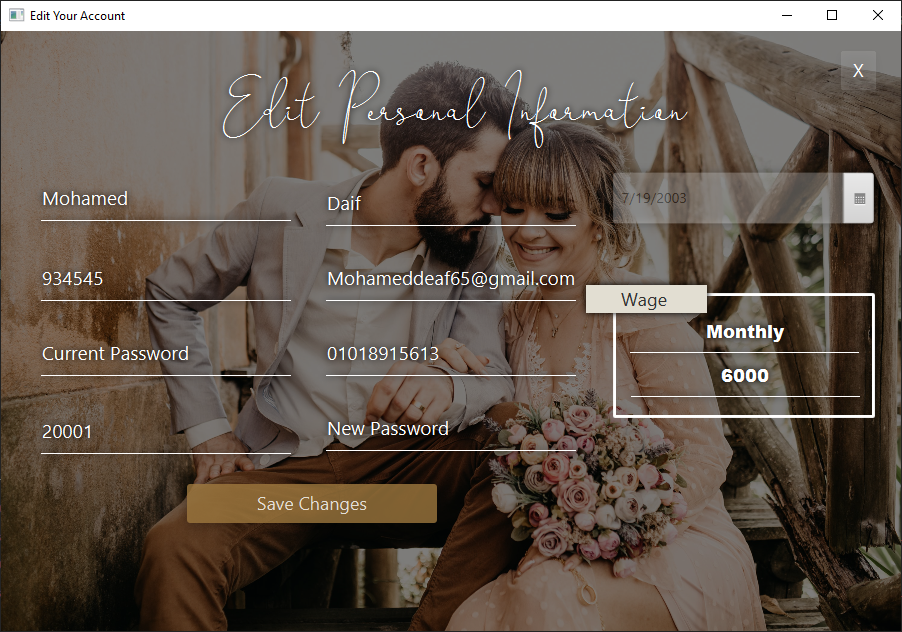 Edit Your Account
X
Edit Personal Information
Mohamed
Daif
7/19/2003
934545
Mohameddeaf65@gmail.com
Wage
Monthly
6000
Current Password
01018915613
20001
New Password
Save Changes